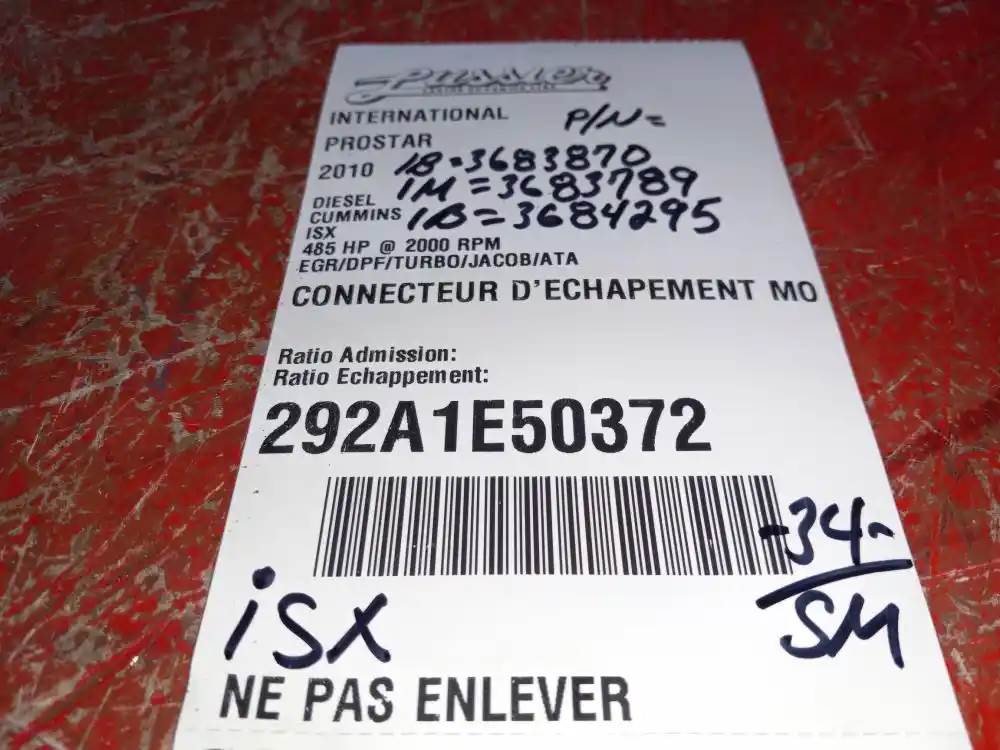 INTERNATIONAL
P/N=
PROSTAR
2010 1B=3683870
1M=3683789
DIESEL
CUMMINS 1B=3684295
ISX
485 HP @ 2000 RPM
EGR/DPF/TURBO/JACOB/ATA
CONNECTEUR D'ECHAPEMENT MO
Ratio Admission:
Ratio Echappement:
292A1E50372
-34-
SM
iSX
NE PAS ENLEVER